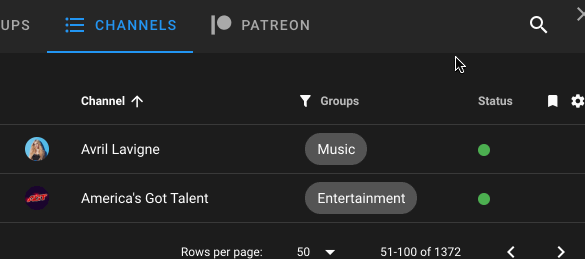 UPS CHANNELS PATREON
Channel Groups Status
Avril Lavigne Music
America's Got Talent Entertainment
Rows per page: 50 51-100 of 1372